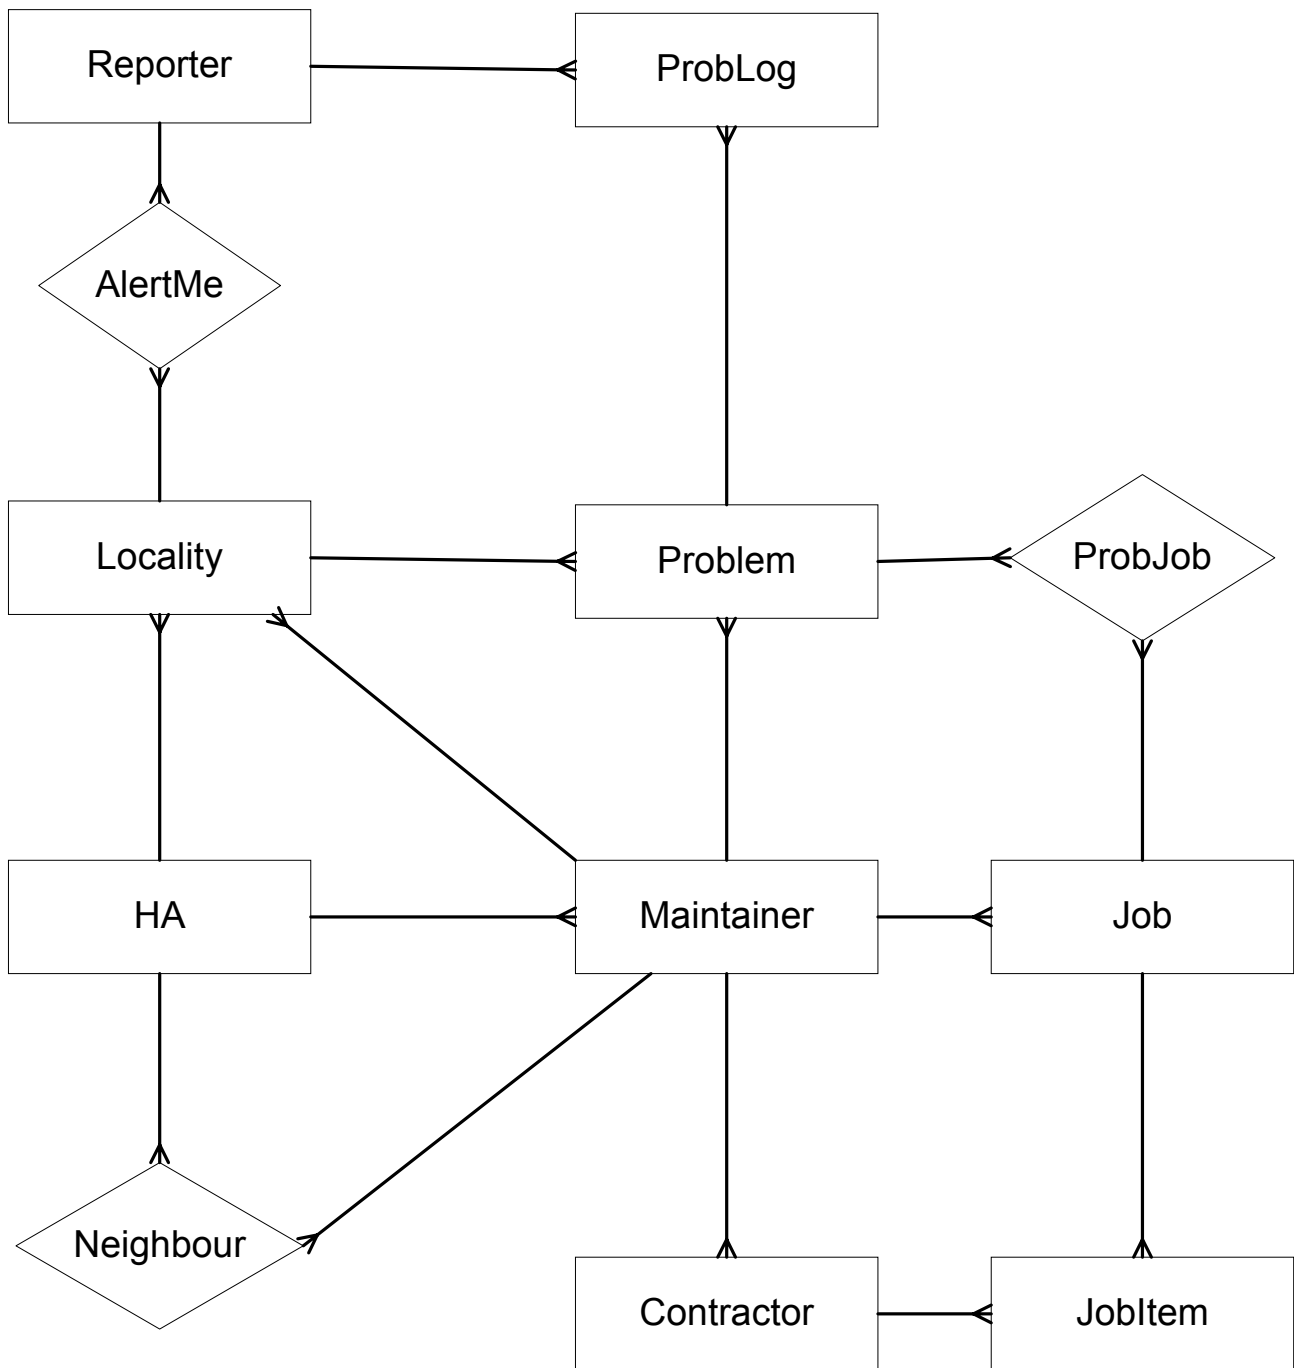 Reporter
ProbLog
AlertMe
Locality
Problem
ProbJob
HA
Maintainer
Job
Neighbour
Contractor
JobItem